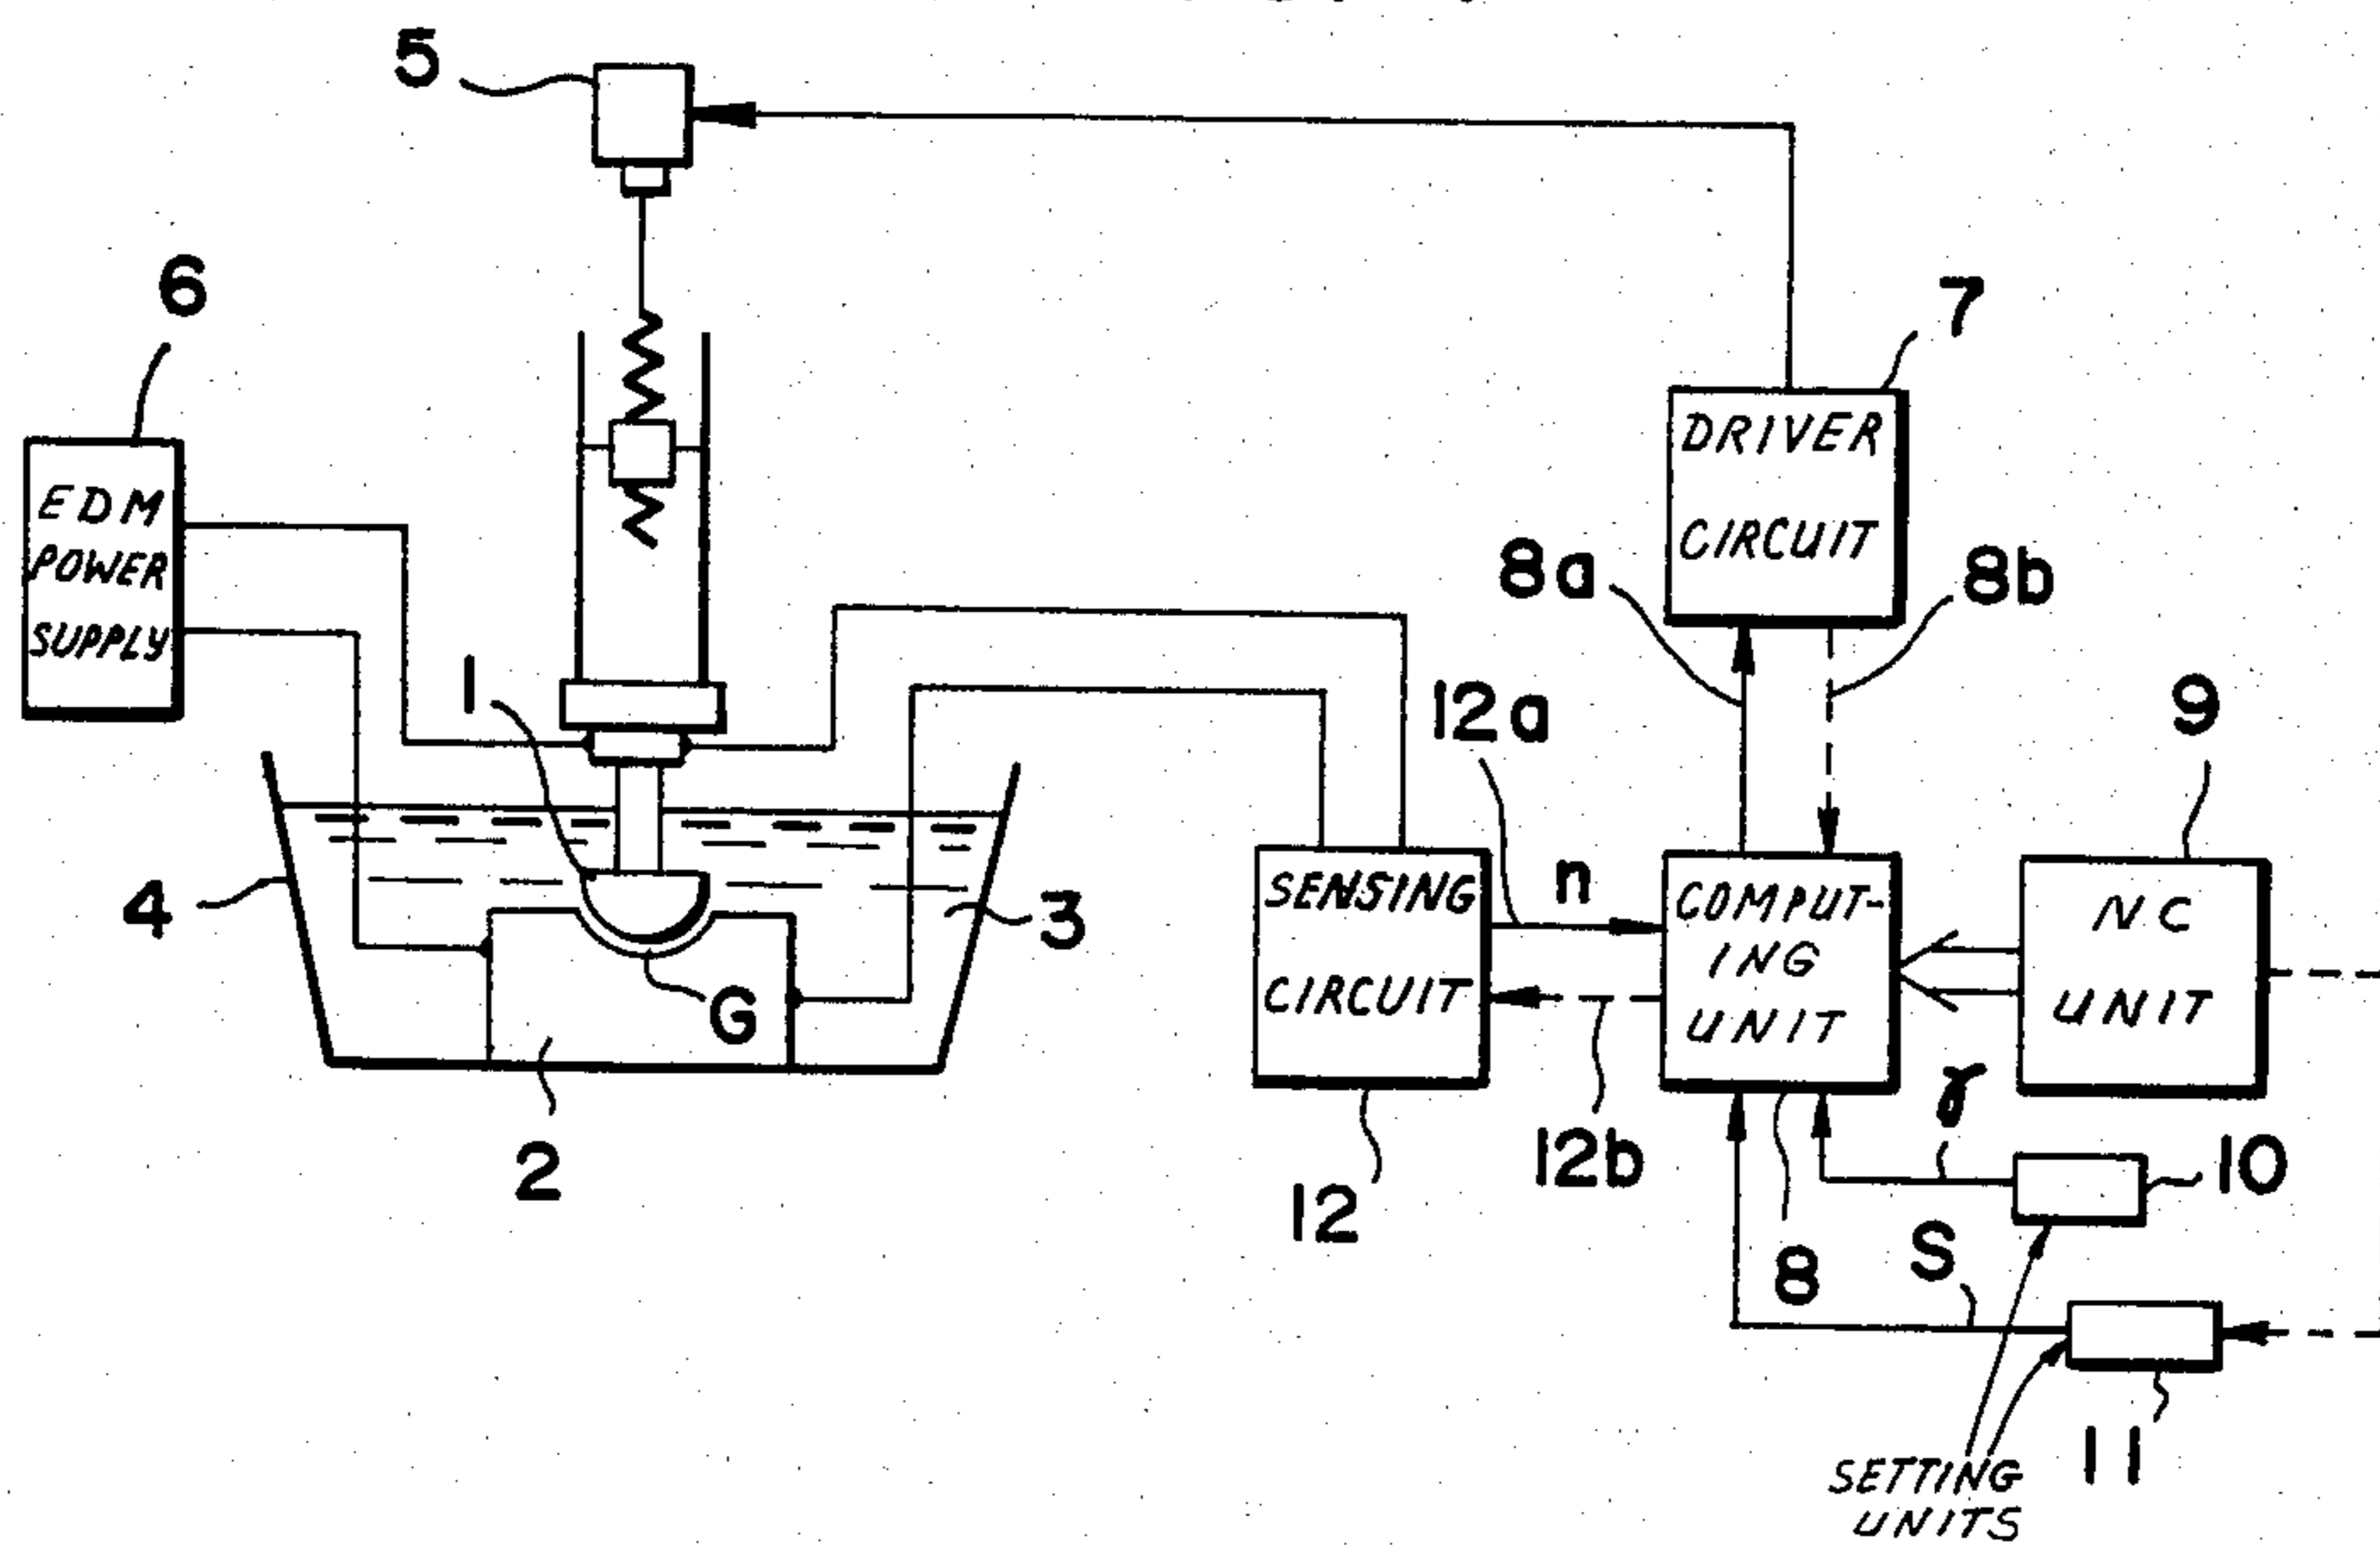 5
6
7
EDM
POWER
SUPPLY
DRIVER
CIRCUIT
8a
8b
1
12a
9
4
3
n
SENSING
CIRCUIT
COMPUT-
ING
UNIT
NC
UNIT
G
γ
2
12
12b
8
10
S
11
SETTING
UNITS